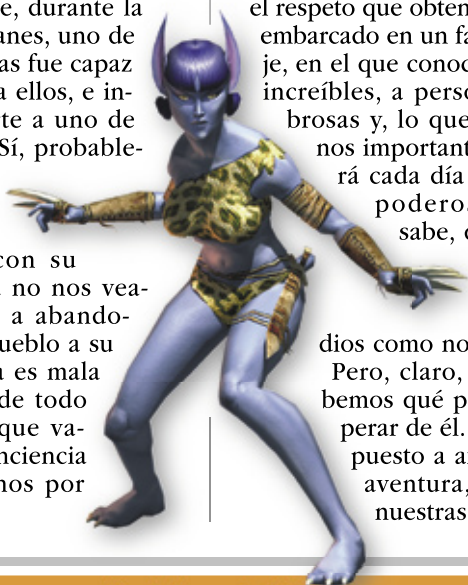 e, durante la
anes, uno de
as fue capaz
a ellos, e in-
te a uno de
Sí, probable-
con su
no nos vea-
a abando-
ueblo a su
a es mala
de todo
que va-
nciencia
nos por
el respeto que obten
embarcado en un fa
je, en el que conoc
increíbles, a perso
brosas y, lo que
nos important
rá cada día
poderos
sabe, c
dios como no
Pero, claro,
bemos qué p
perar de él.
puesto a a
aventura,
nuestras